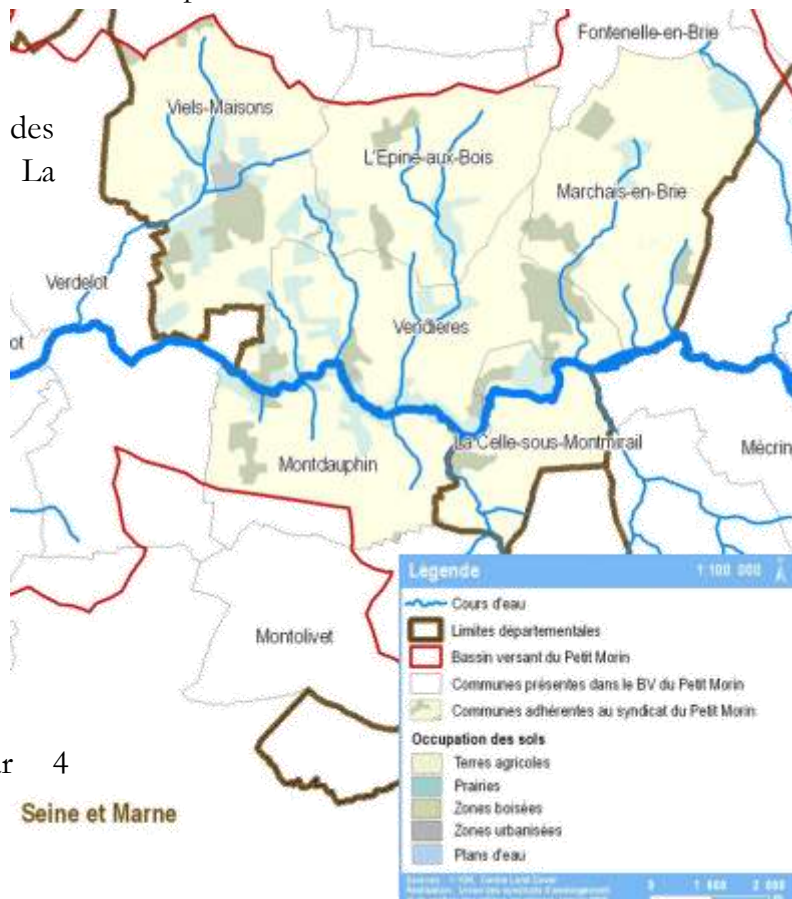 Fontenelle-en-Brie
Viels-Maisons
des
L'Epine-aux-Bois
La
Marchais-en-Brie
Verdelot
Vendières
ot
La Celle-sous-Montmirail
Mécrin
Montdauphin
Légende 1:100 000
Cours d'eau
Limites départementales
Bassin versant du Petit Morin
Montolivet
Communes présentes dans le BV du Petit Morin
Communes adhérentes au syndicat du Petit Morin
Occupation des sols
Terres agricoles
ar 4
Prairies
Seine et Marne
Zones boisées
Zones urbanisées
Plans d'eau
0 1 000 2 000